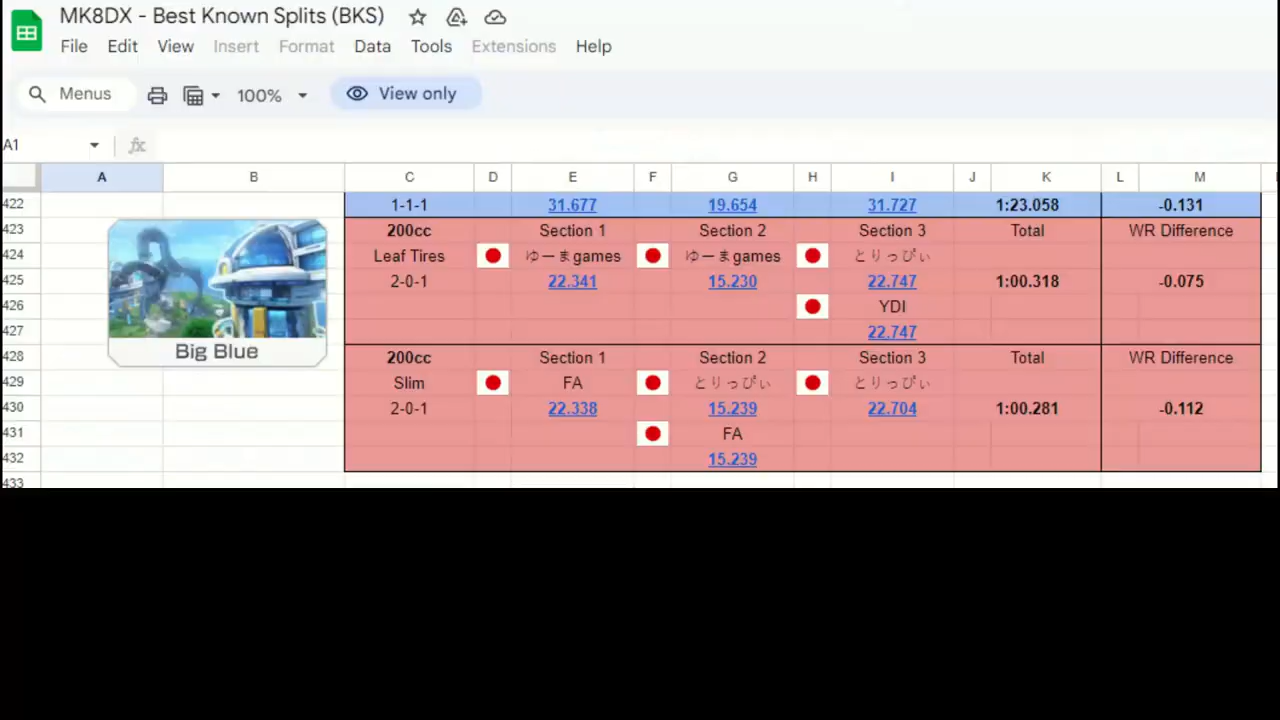 MK8DX - Best Known Splits (BKS)
File Edit View Insert Format Data Tools Extensions Help
Menus 100% View only
A1 fx
A B C D E F G H I J K L M
422 1-1-1 31.677 19.654 31.727 1:23.058 -0.131
423 200cc Section 1 Section 2 Section 3 Total WR Difference
424 Leaf Tires ゆーまgames ゆーまgames とりっぴぃ
425 2-0-1 22.341 15.230 22.747 1:00.318 -0.075
426 YDI
427 22.747
Big Blue
428 200cc Section 1 Section 2 Section 3 Total WR Difference
429 Slim FA とりっぴぃ とりっぴぃ
430 2-0-1 22.338 15.239 22.704 1:00.281 -0.112
431 FA
432 15.239
433